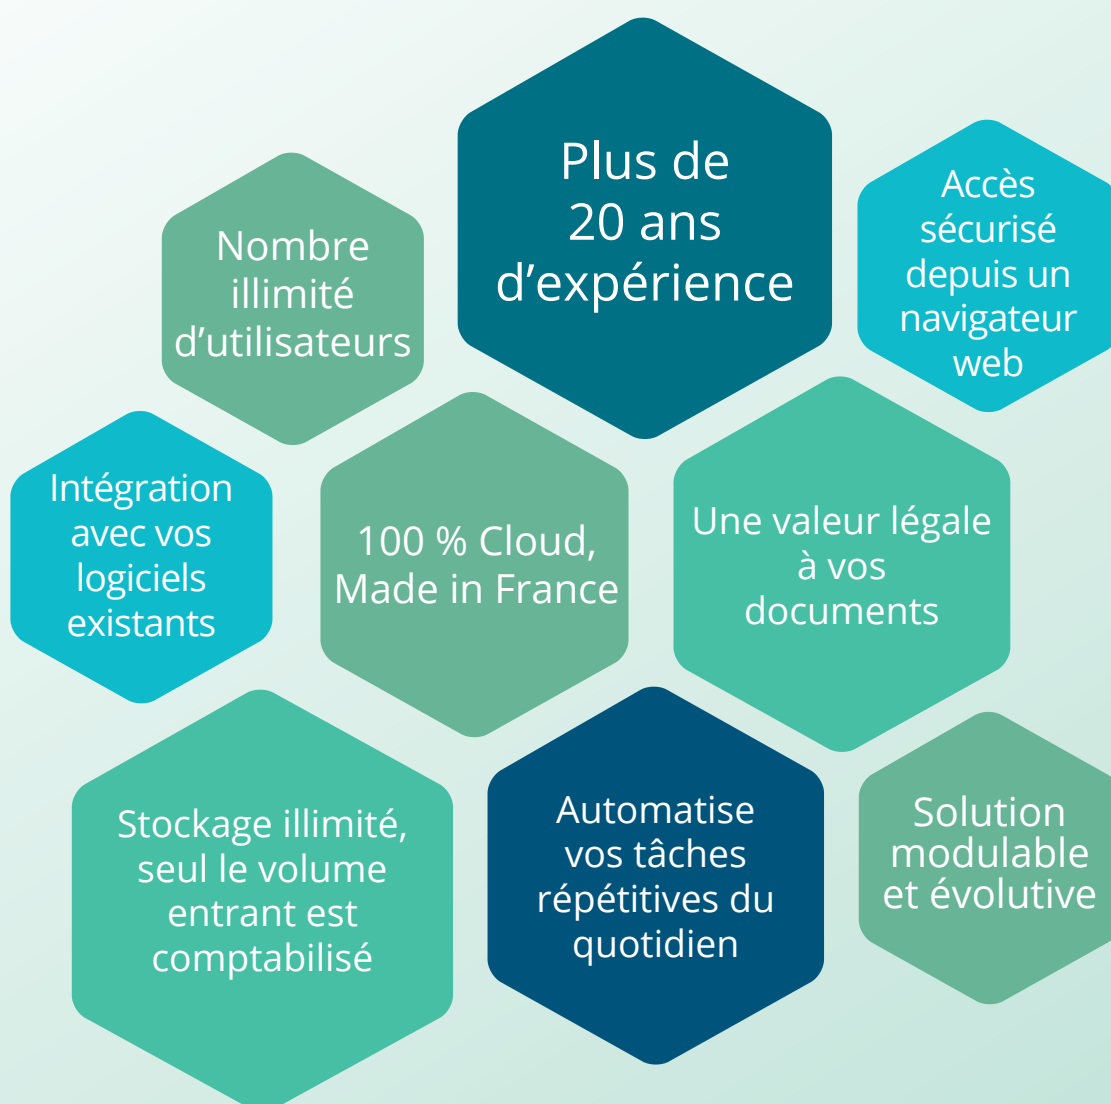 Plus de
20 ans
d’expérience
Accès
sécurisé
depuis un
navigateur
web
Nombre
illimité
d’utilisateurs
Intégration
avec vos
logiciels
existants
100 % Cloud,
Made in France
Une valeur légale
à vos
documents
Stockage illimité,
seul le volume
entrant est
comptabilisé
Automatise
vos tâches
répétitives du
quotidien
Solution
modulable
et évolutive